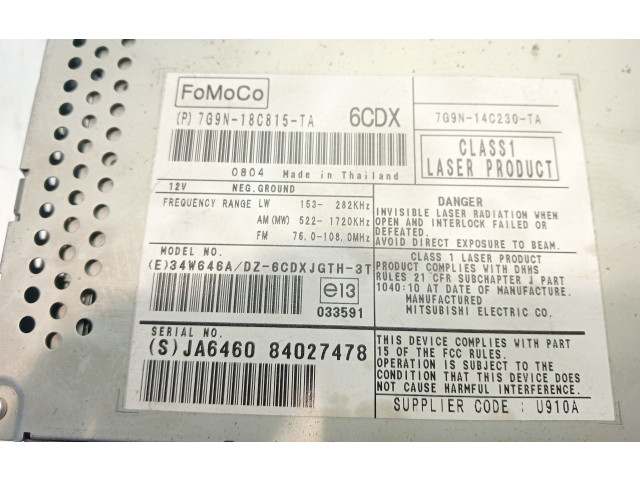 FoMoCo
(P) 7G9N-18C815-TA 6CDX
7G9N-14C230-TA
CLASS1
LASER PRODUCT
0804 Made in Thailand
12V NEG.GROUND
FREQUENCY RANGE LW 153- 282KHz
AM(MW) 522-1720KHz
FM 76.0-108.0MHz
MODEL NO.
(E)34W646A/DZ-6CDXJGTH-3T
e13
033591
SERIAL NO.
(S)JA6460 84027478
DANGER
INVISIBLE LASER RADIATION WHEN
OPEN AND INTERLOCK FAILED OR
DEFEATED.
AVOID DIRECT EXPOSURE TO BEAM.
CLASS 1 LASER PRODUCT
PRODUCT COMPLIES WITH DHHS
RULES 21 CFR SUBCHAPTER J PART
1040:10 AT DATE OF MANUFACTURE.
MANUFACTURED
MITSUBISHI ELECTRIC CO.
THIS DEVICE COMPLIES WITH PART
15 OF THE FCC RULES.
OPERATION IS SUBJECT TO THE
CONDITION THAT THIS DEVICE DOES
NOT CAUSE HARMFUL INTERFERENCE.
SUPPLIER CODE : U910A